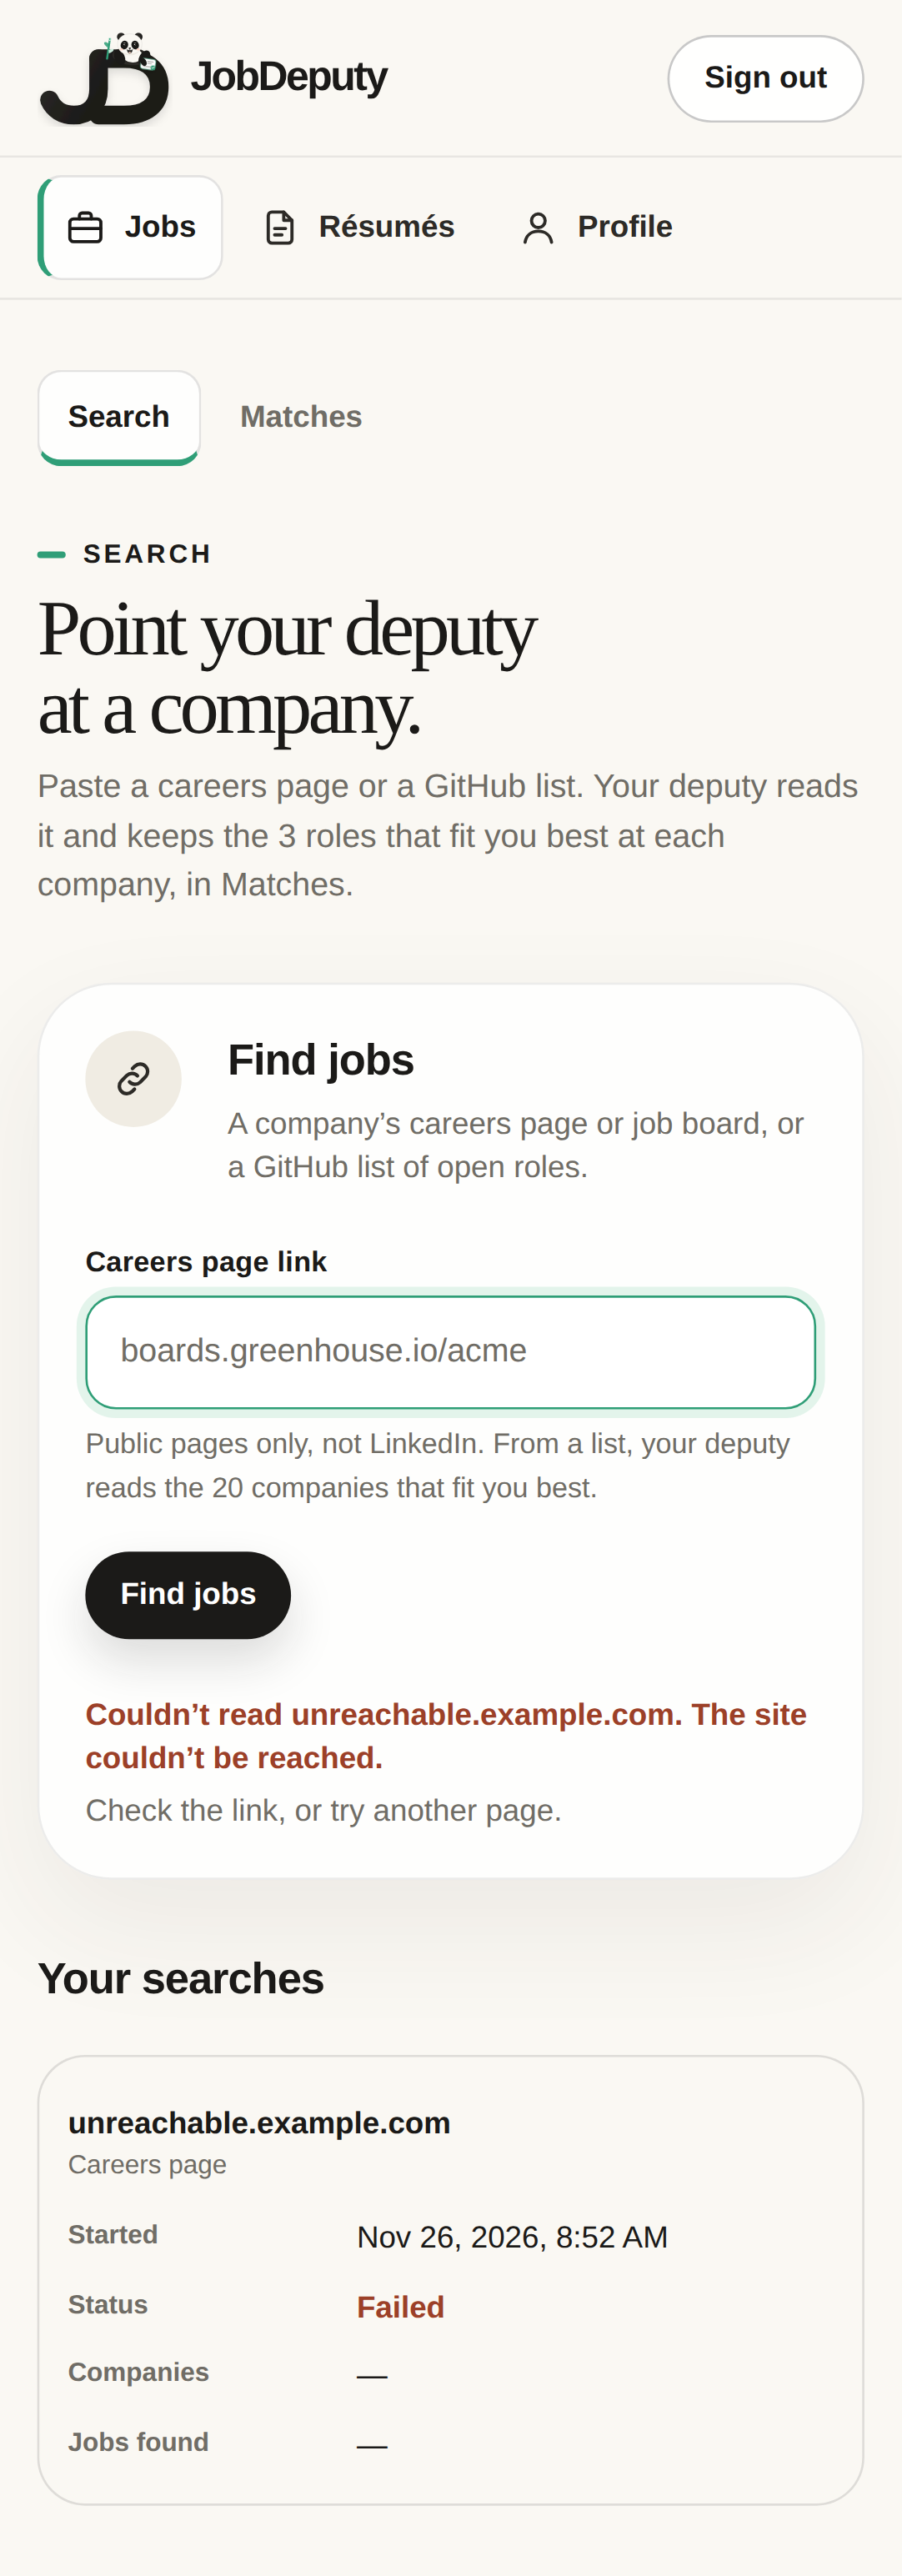 JobDeputy
Sign out
Jobs
Résumés
Profile
Search
Matches
SEARCH
Point your deputy
at a company.
Paste a careers page or a GitHub list. Your deputy reads
it and keeps the 3 roles that fit you best at each
company, in Matches.
Find jobs
A company’s careers page or job board, or
a GitHub list of open roles.
Careers page link
boards.greenhouse.io/acme
Public pages only, not LinkedIn. From a list, your deputy
reads the 20 companies that fit you best.
Find jobs
Couldn’t read unreachable.example.com. The site
couldn’t be reached.
Check the link, or try another page.
Your searches
unreachable.example.com
Careers page
Started
Nov 26, 2026, 8:52 AM
Status
Failed
Companies
—
Jobs found
—